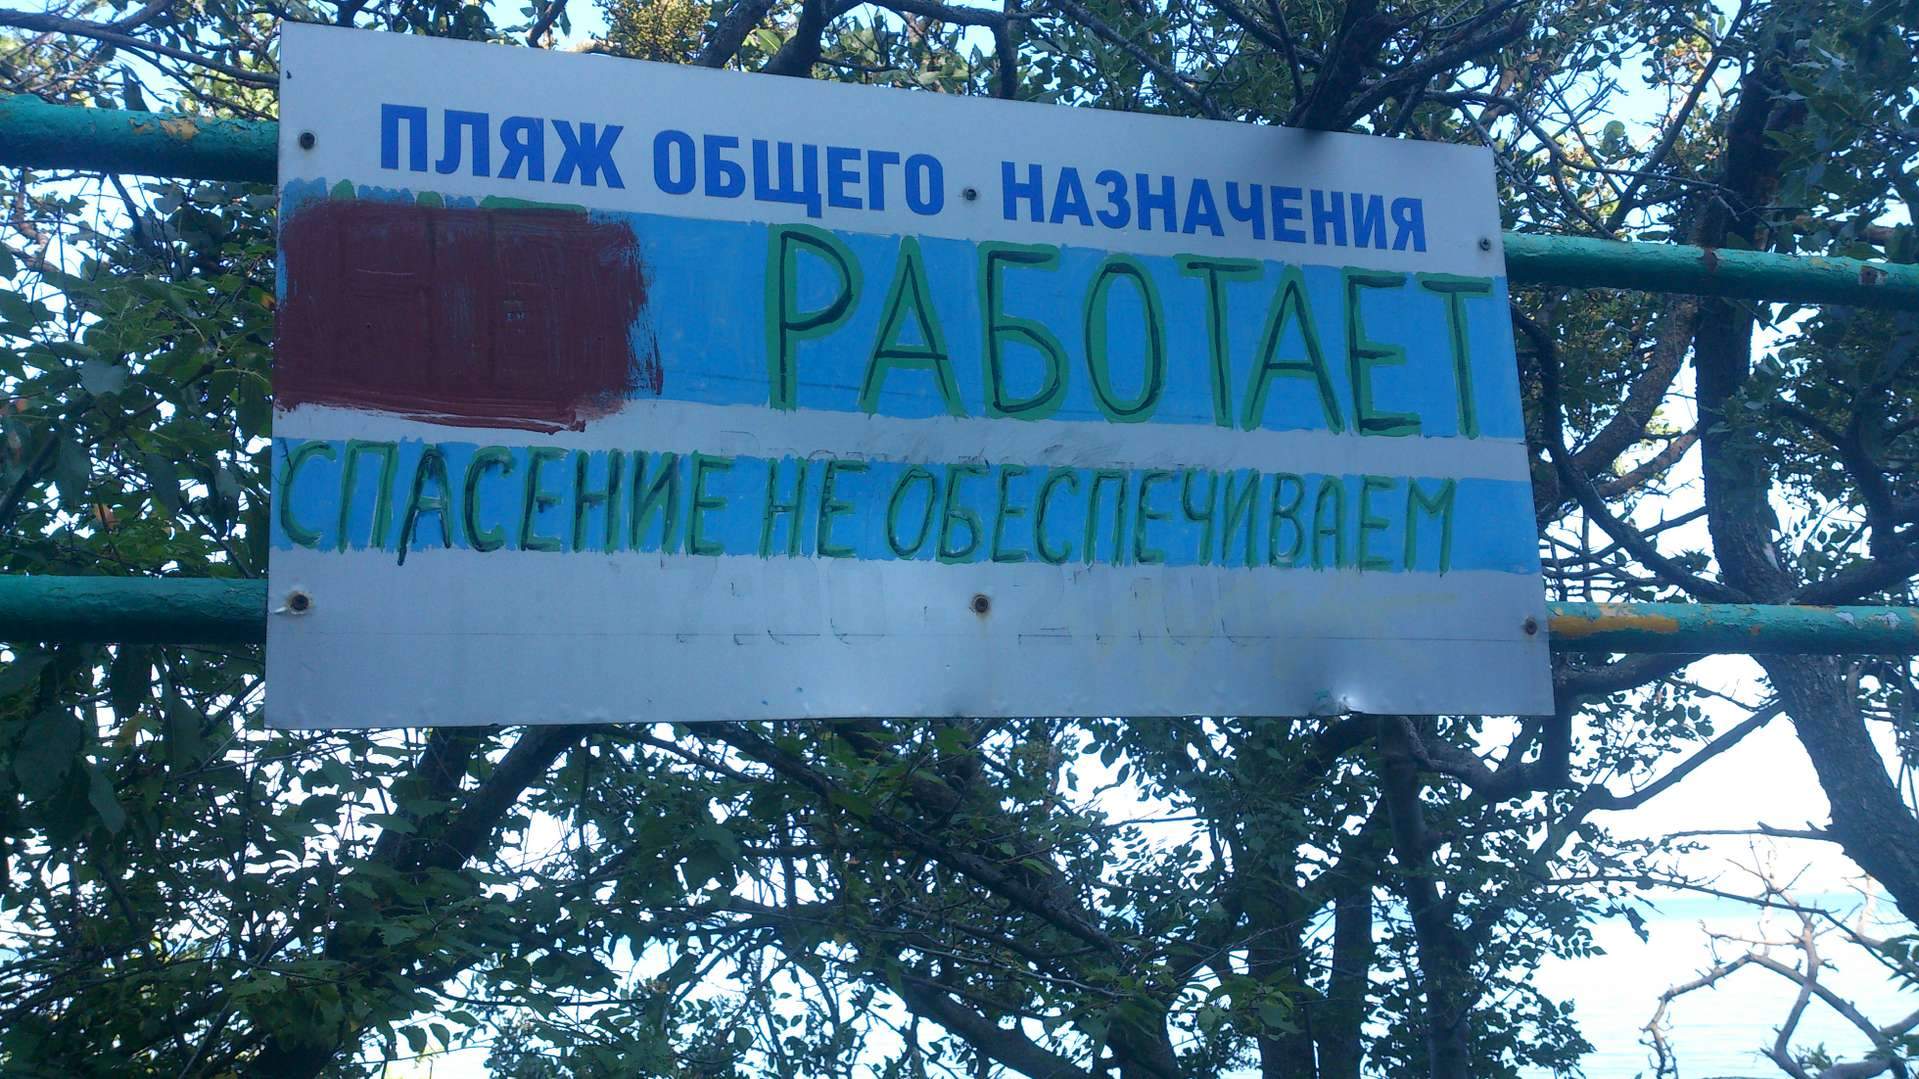 ПЛЯЖ ОБЩЕГО НАЗНАЧЕНИЯ
РАБОТАЕТ
СПАСЕНИЕ НЕ ОБЕСПЕЧИВАЕМ